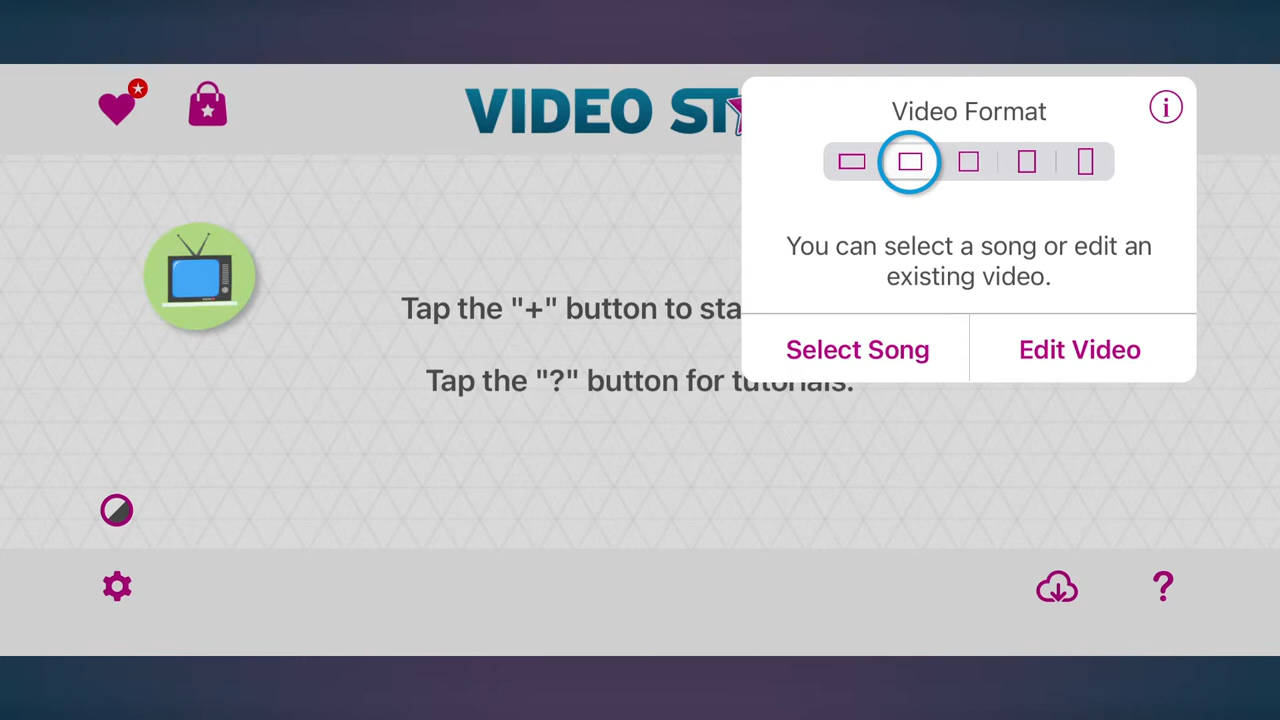 VIDEO ST
Video Format
You can select a song or edit an
existing video.
Select Song
Edit Video
Tap the "+" button to sta
Tap the "?" button for tutorials.
?